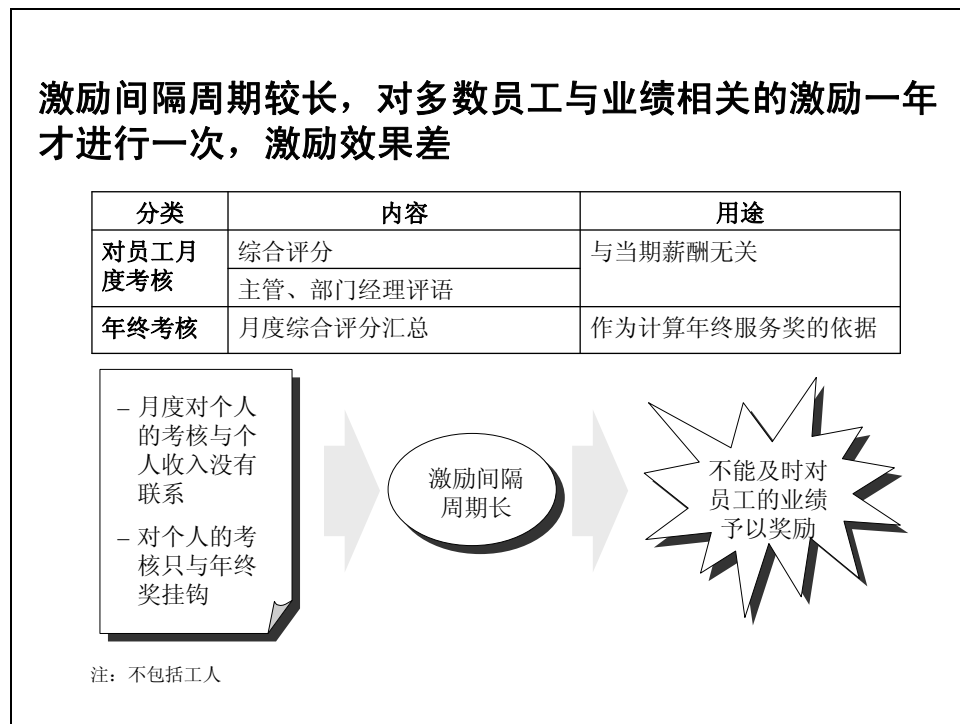 激励间隔周期较长，对多数员工与业绩相关的激励一年
才进行一次，激励效果差
分类 内容 用途
对员工月
度考核
综合评分
主管、部门经理评语
与当期薪酬无关
年终考核 月度综合评分汇总 作为计算年终服务奖的依据
– 月度对个人
的考核与个
人收入没有
联系
– 对个人的考
核只与年终
奖挂钩
激励间隔
周期长
不能及时对
员工的业绩
予以奖励
注：不包括工人